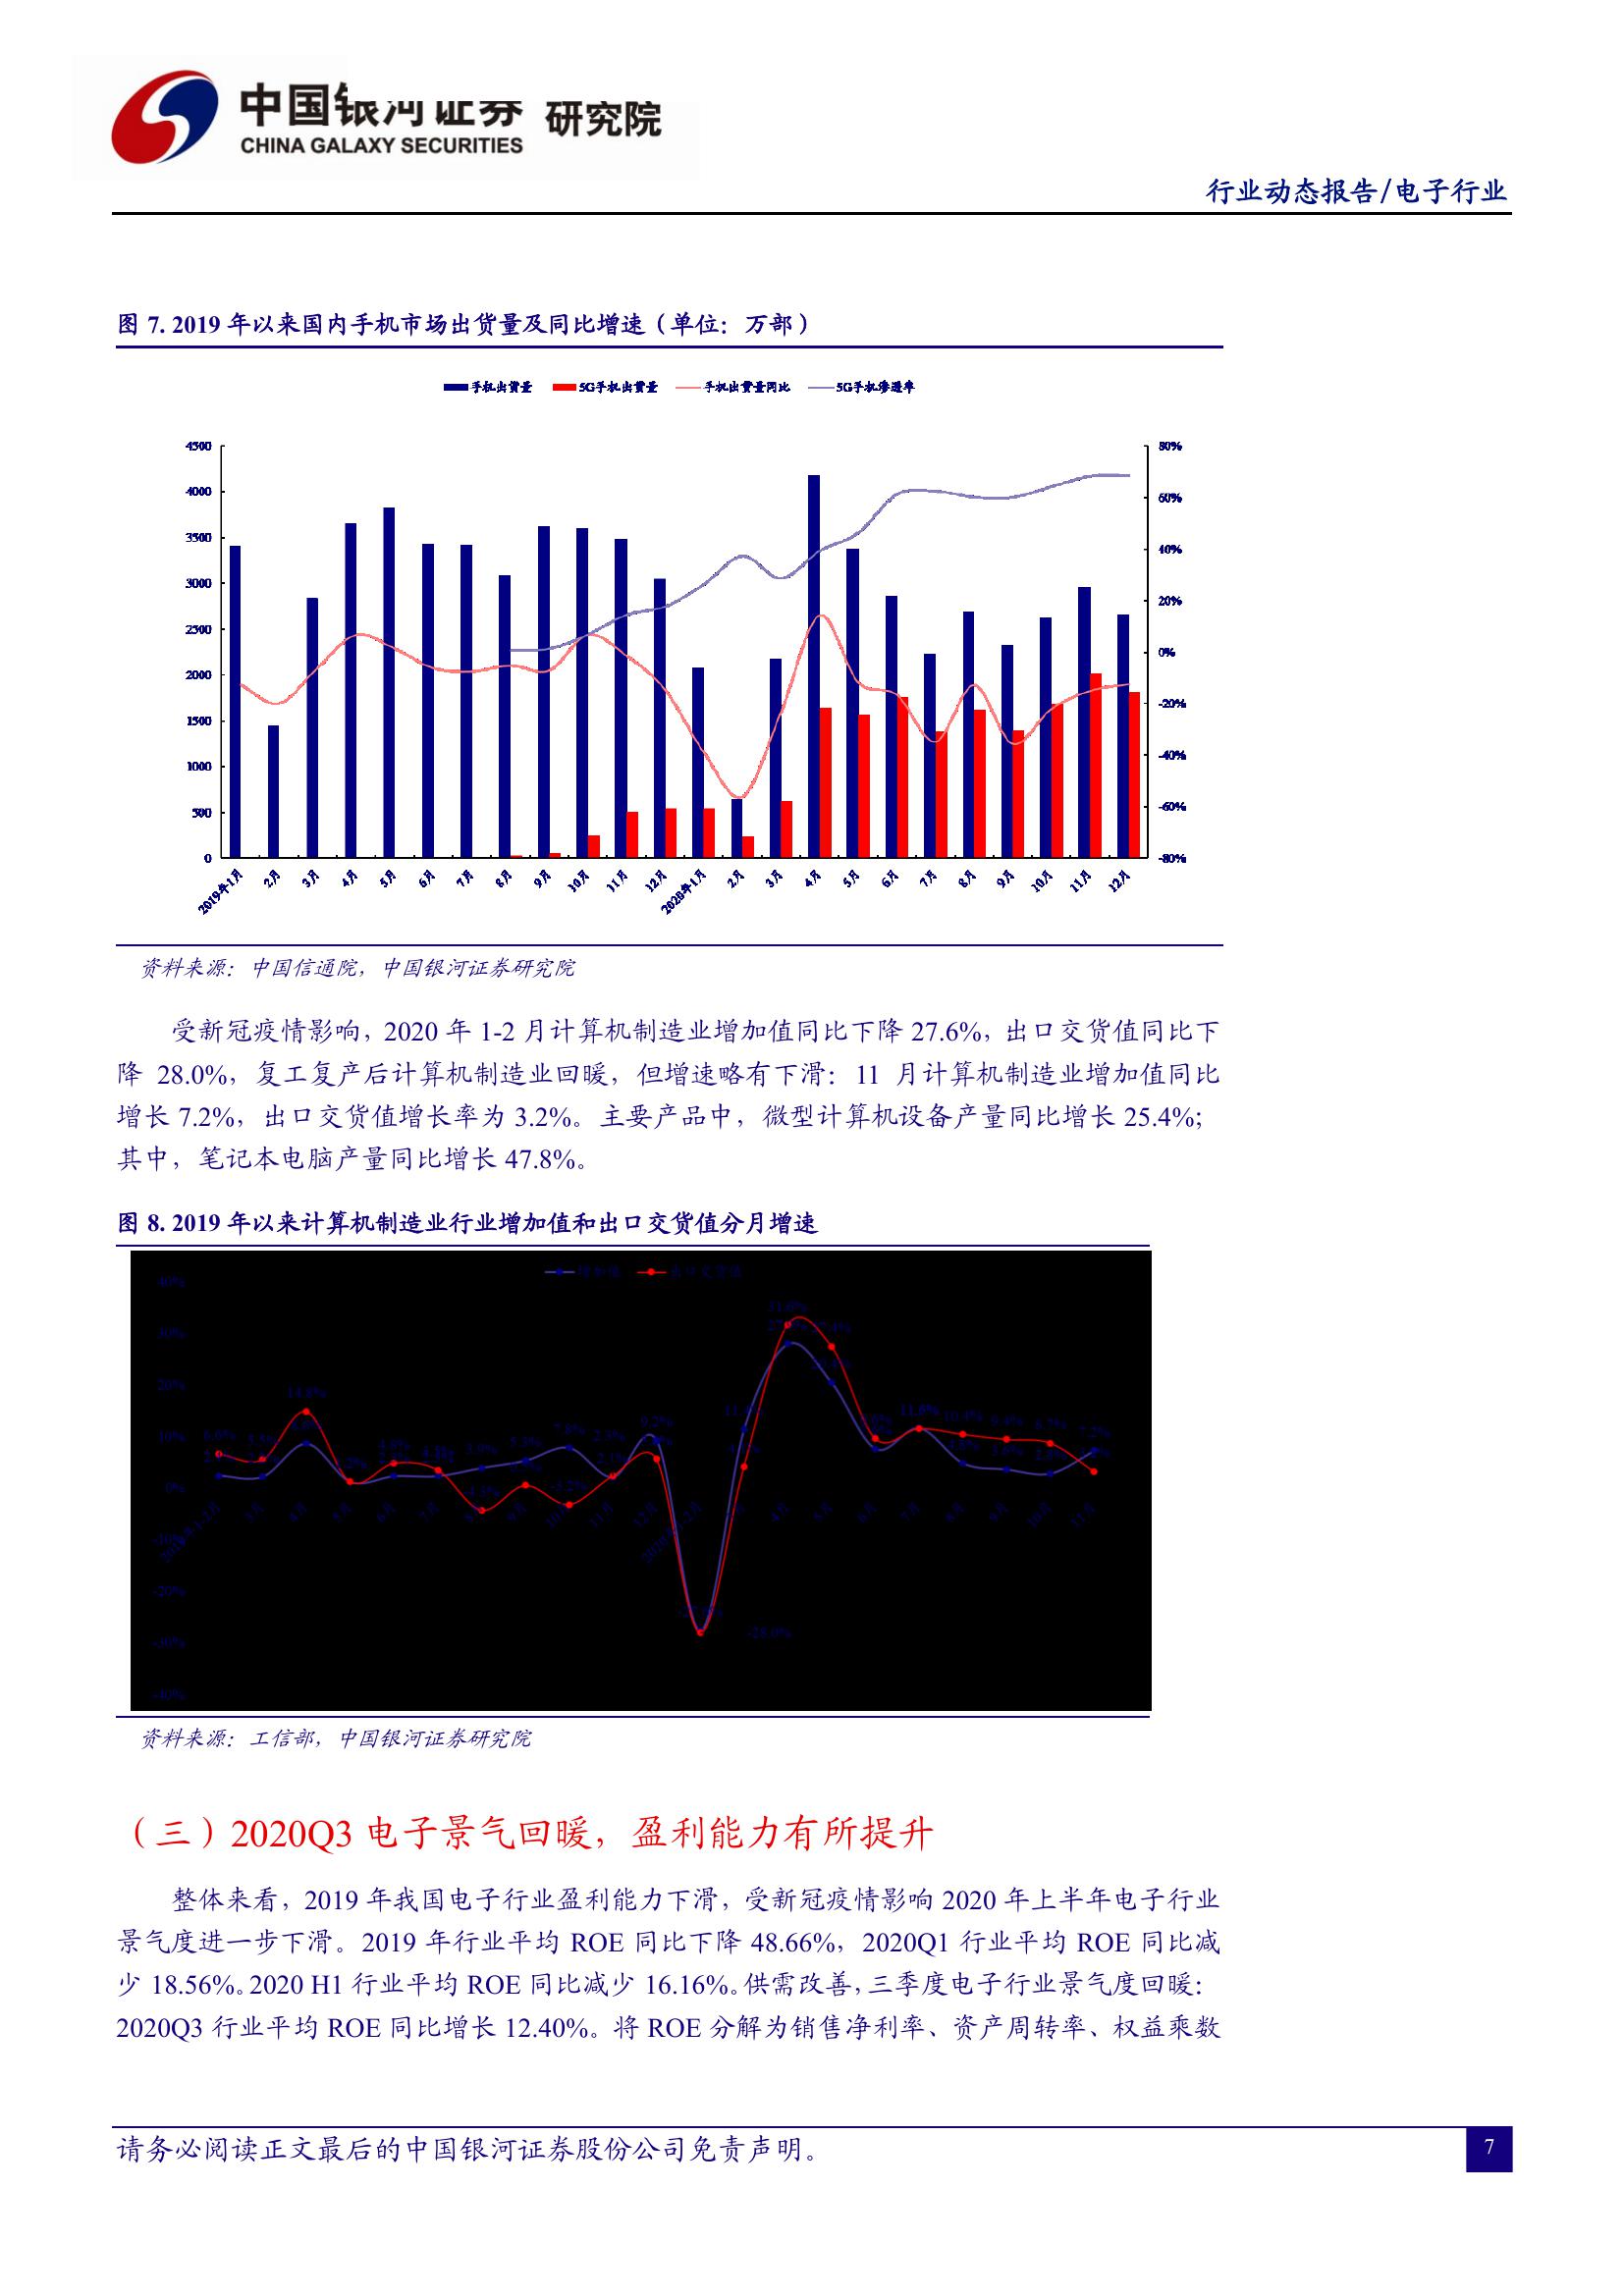 中国银河证券 研究院
CHINA GALAXY SECURITIES
行业动态报告/电子行业
图 7. 2019 年以来国内手机市场出货量及同比增速（单位：万部）
手机出货量 5G手机出货量 手机出货量同比 5G手机渗透率
4500 80%
4000 60%
3500 40%
3000 20%
2500 0%
2000 -20%
1500 -40%
1000 -60%
500 -80%
0
2019年1月 2月 3月 4月 5月 6月 7月 8月 9月 10月 11月 12月 2020年1月 2月 3月 4月 5月 6月 7月 8月 9月 10月 11月 12月
资料来源：中国信通院，中国银河证券研究院
受新冠疫情影响，2020 年 1-2 月计算机制造业增加值同比下降 27.6%，出口交货值同比下
降 28.0%，复工复产后计算机制造业回暖，但增速略有下滑：11 月计算机制造业增加值同比
增长 7.2%，出口交货值增长率为 3.2%。主要产品中，微型计算机设备产量同比增长 25.4%；
其中，笔记本电脑产量同比增长 47.8%。
图 8. 2019 年以来计算机制造业行业增加值和出口交货值分月增速
40%
30%
20%
10%
0%
-10%
-20%
-30%
-40%
资料来源：工信部，中国银河证券研究院
（三）2020Q3 电子景气回暖，盈利能力有所提升
整体来看，2019 年我国电子行业盈利能力下滑，受新冠疫情影响 2020 年上半年电子行业
景气度进一步下滑。2019 年行业平均 ROE 同比下降 48.66%，2020Q1 行业平均 ROE 同比减
少 18.56%。2020 H1 行业平均 ROE 同比减少 16.16%。供需改善，三季度电子行业景气度回暖：
2020Q3 行业平均 ROE 同比增长 12.40%。将 ROE 分解为销售净利率、资产周转率、权益乘数
请务必阅读正文最后的中国银河证券股份公司免责声明。
7